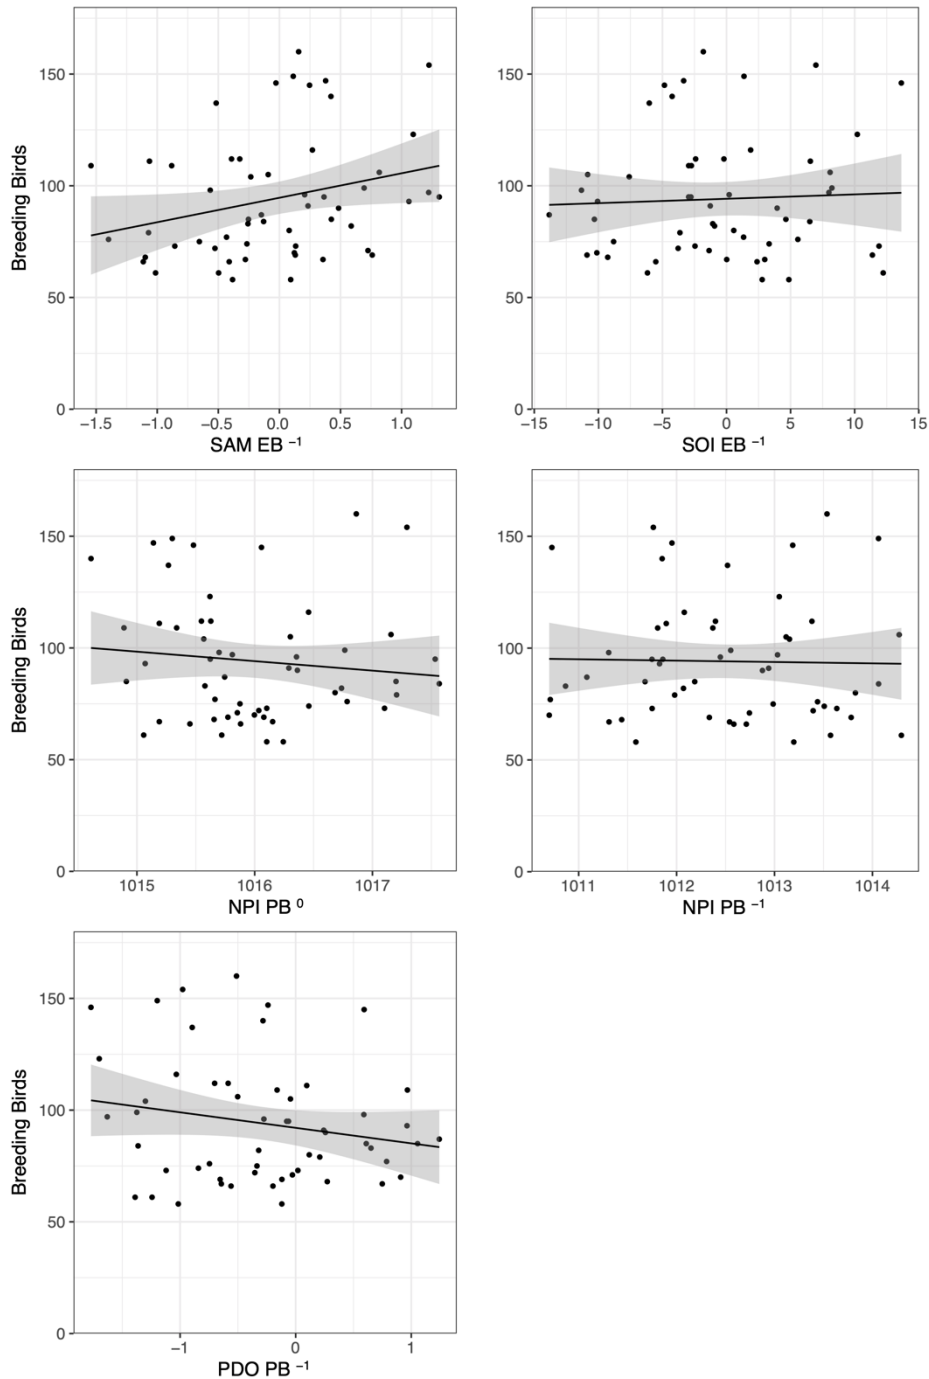 Breeding Birds
150
100
50
0
−1.5 −1.0 −0.5 0.0 0.5 1.0
SAM EB ⁻¹
150
100
50
0
−15 −10 −5 0 5 10 15
SOI EB ⁻¹
Breeding Birds
150
100
50
0
1015 1016 1017
NPI PB ⁰
150
100
50
0
1011 1012 1013 1014
NPI PB ⁻¹
Breeding Birds
150
100
50
0
−1 0 1
PDO PB ⁻¹